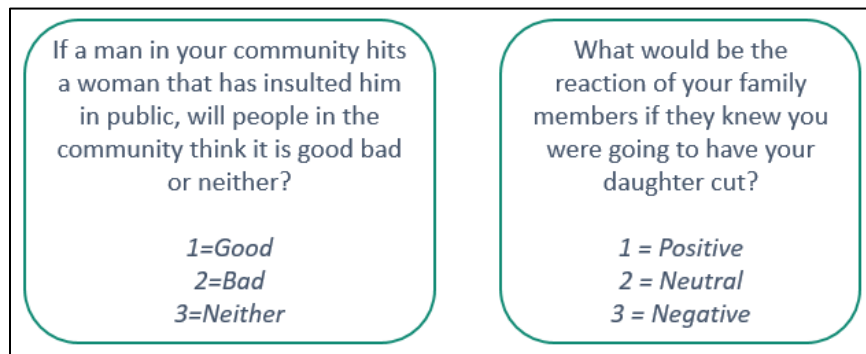 If a man in your community hits
a woman that has insulted him
in public, will people in the
community think it is good bad
or neither?
1=Good
2=Bad
3=Neither
What would be the
reaction of your family
members if they knew you
were going to have your
daughter cut?
1 = Positive
2 = Neutral
3 = Negative